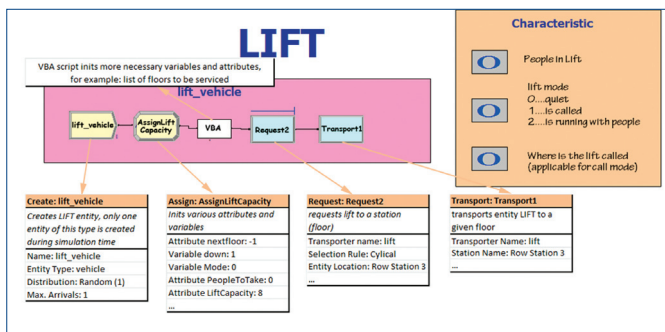 LIFT
VBA script inits more necessary variables and attributes,
for example: list of floors to be serviced
lift_vehicle
lift_vehicle
AssignLift
Capacity
VBA
Request2
Transport1
Characteristic
0
People in Lift
0
lift mode
0....quiet
1....is called
2....is running with people
0
Where is the lift called
(applicable for call mode)
Create: lift_vehicle
Creates LIFT entity, only one
entity of this type is created
during simulation time
Name: lift_vehicle
Entity Type: vehicle
Distribution: Random (1)
Max. Arrivals: 1
Assign: AssignLiftCapacity
Inits various attributes and
variables
Attribute nextfloor: -1
Variable down: 1
Variable Mode: 0
Attribute PeopleToTake: 0
Attribute LiftCapacity: 8
...
Request: Request2
requests lift to a station
(floor)
Transporter name: lift
Selection Rule: Cylical
Entity Location: Row Station 3
...
Transport: Transport1
transports entity LIFT to a
given floor
Transporter Name: lift
Station Name: Row Station 3
...